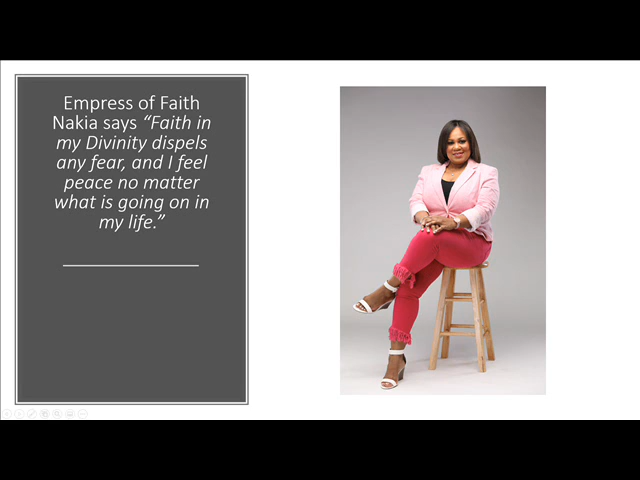 Empress of Faith
Nakia says “Faith in
my Divinity dispels
any fear, and I feel
peace no matter
what is going on in
my life.”